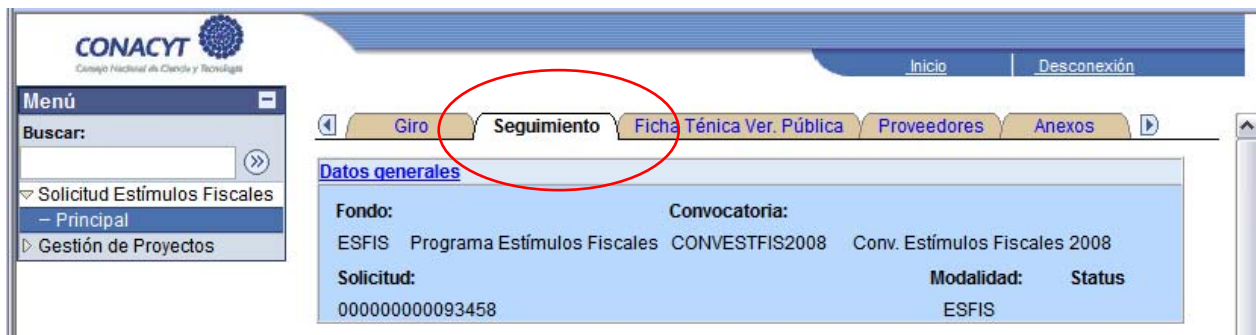 CONACYT
Consejo Nacional de Ciencia y Tecnología
Inicio Desconexión
Menú
Buscar:
Solicitud Estímulos Fiscales
– Principal
Gestión de Proyectos
Giro Seguimiento Ficha Ténica Ver. Pública Proveedores Anexos
Datos generales
Fondo: Convocatoria:
ESFIS Programa Estímulos Fiscales CONVESTFIS2008 Conv. Estímulos Fiscales 2008
Solicitud: Modalidad: Status
000000000093458 ESFIS